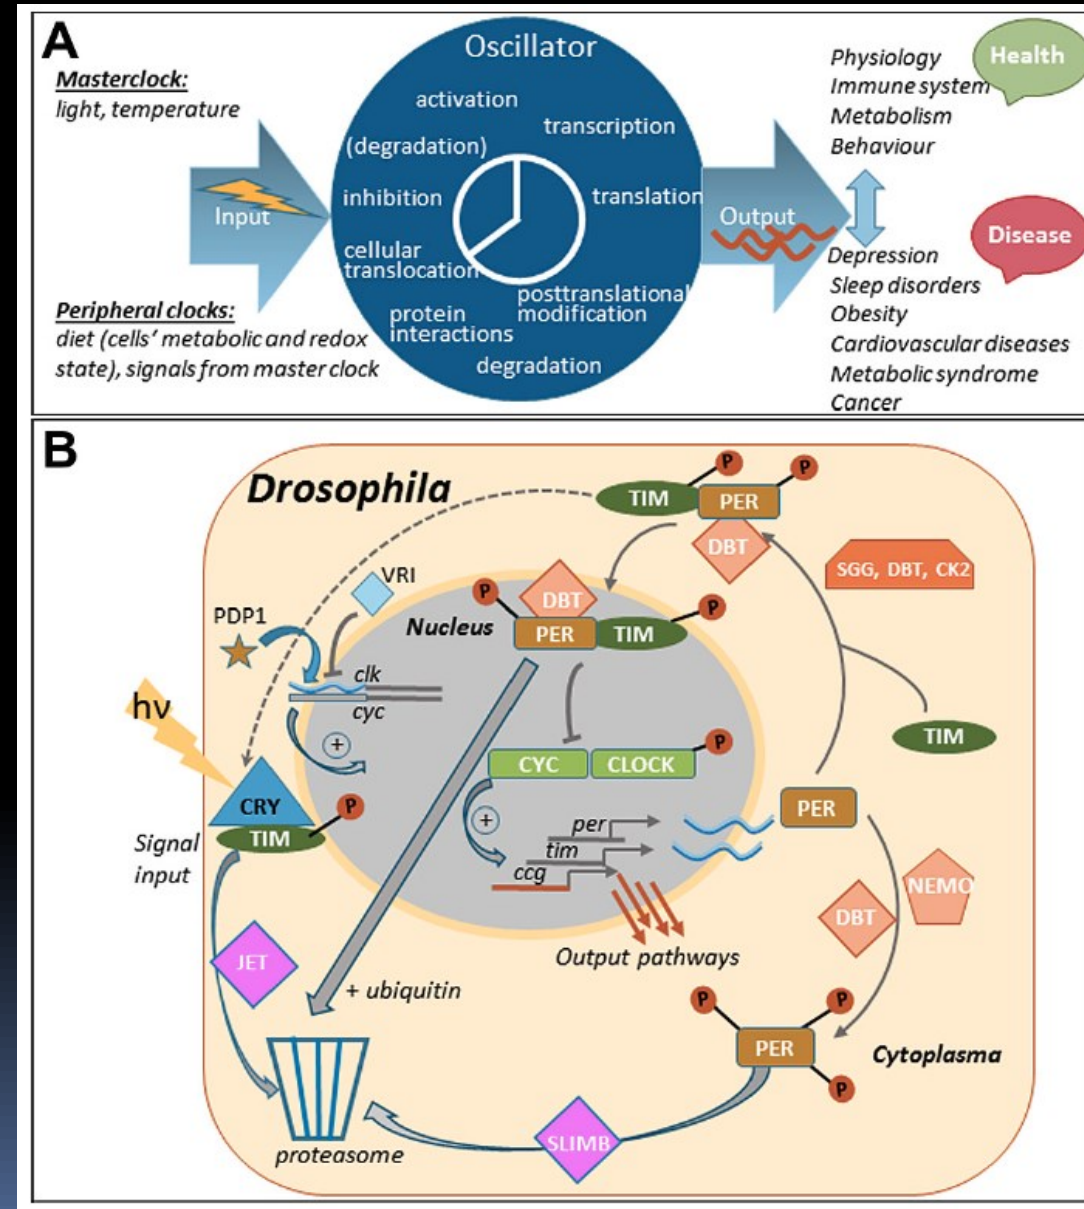 A
Masterclock:
light, temperature
Input
Peripheral clocks:
diet (cells' metabolic and redox
state), signals from master clock
Oscillator
activation
transcription
(degradation)
inhibition
translation
cellular
translocation
posttranslational
modification
protein
interactions
degradation
Output
Physiology
Immune system
Metabolism
Behaviour
Health
Disease
Depression
Sleep disorders
Obesity
Cardiovascular diseases
Metabolic syndrome
Cancer
B
Drosophila
P
P
TIM
PER
DBT
SGG, DBT, CK2
VRI
PDP1
P
DBT
P
Nucleus
PER
TIM
clk
cyc
hν
+
P
CYC
CLOCK
TIM
CRY
P
TIM
Signal
input
+
per
tim
ccg
PER
NEMO
DBT
Output pathways
JET
+ ubiquitin
P
P
PER
P
Cytoplasma
proteasome
SLIMB